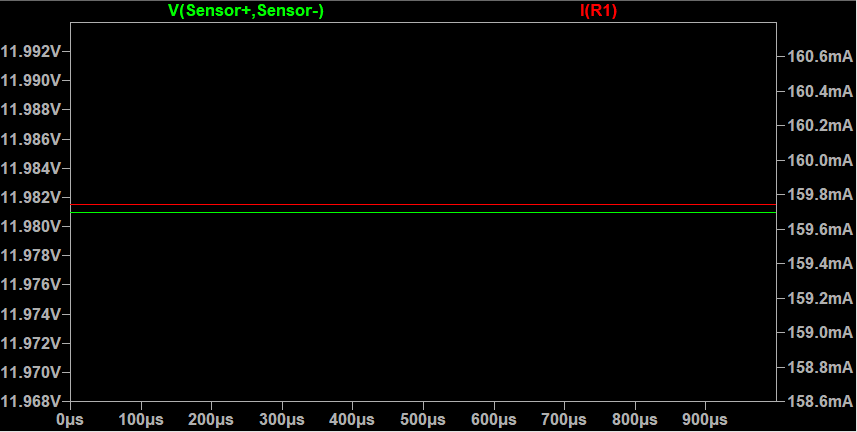 V(Sensor+,Sensor-) I(R1)
11.992V
11.990V
11.988V
11.986V
11.984V
11.982V
11.980V
11.978V
11.976V
11.974V
11.972V
11.970V
11.968V
160.6mA
160.4mA
160.2mA
160.0mA
159.8mA
159.6mA
159.4mA
159.2mA
159.0mA
158.8mA
158.6mA
0µs 100µs 200µs 300µs 400µs 500µs 600µs 700µs 800µs 900µs